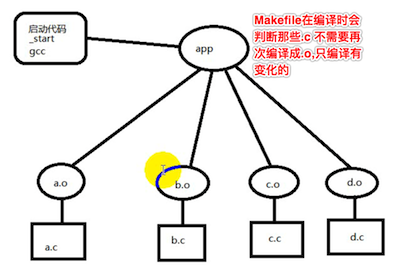 启动代码
_start
gcc
app
Makefile在编译时会
判断那些.c 不需要再
次编译成.o,只编译有
变化的
a.o
b.o
c.o
d.o
a.c
b.c
c.c
d.c